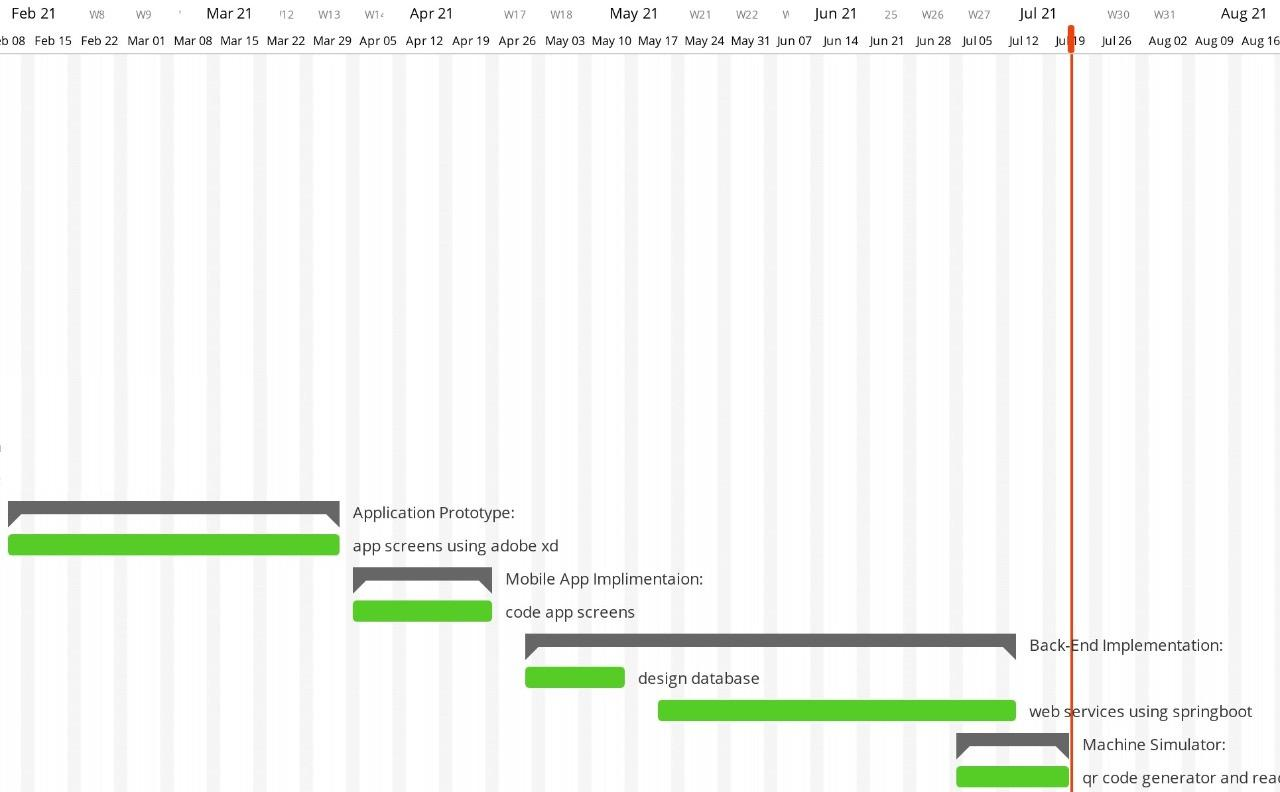 Feb 21 W8 W9 Mar 21 W13 Apr 21 W17 W18 May 21 W21 W22 Jun 21 25 W26 W27 Jul 21 W30 W31 Aug 21
Feb 15 Feb 22 Mar 01 Mar 08 Mar 15 Mar 22 Mar 29 Apr 05 Apr 12 Apr 19 Apr 26 May 03 May 10 May 17 May 24 May 31 Jun 07 Jun 14 Jun 21 Jun 28 Jul 05 Jul 12 Jul 19 Jul 26 Aug 02 Aug 09 Aug 16
Application Prototype:
app screens using adobe xd
Mobile App Implimentaion:
code app screens
Back-End Implementation:
design database
web services using springboot
Machine Simulator:
qr code generator and